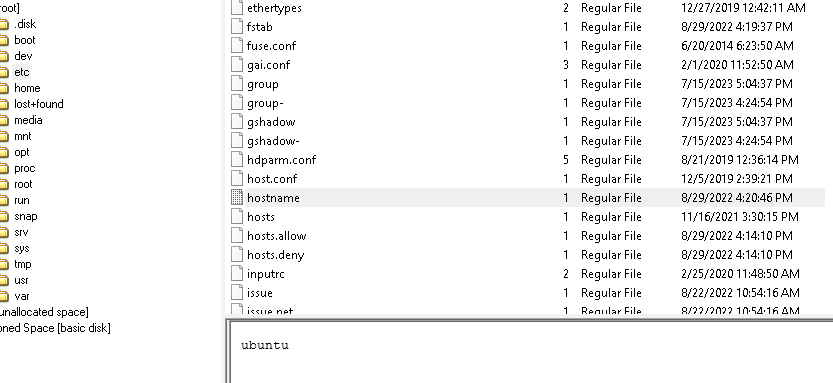 root]
.disk
boot
dev
etc
home
lost+found
media
mnt
opt
proc
root
run
snap
srv
sys
tmp
usr
var
unallocated space]
oned Space [basic disk]
ethertypes 2 Regular File 12/27/2019 12:42:11 AM
fstab 1 Regular File 8/29/2022 4:19:37 PM
fuse.conf 1 Regular File 6/20/2014 6:23:50 AM
gai.conf 3 Regular File 2/1/2020 11:52:50 AM
group 1 Regular File 7/15/2023 5:04:37 PM
group- 1 Regular File 7/15/2023 4:24:54 PM
gshadow 1 Regular File 7/15/2023 5:04:37 PM
gshadow- 1 Regular File 7/15/2023 4:24:54 PM
hdparm.conf 5 Regular File 8/21/2019 12:36:14 PM
host.conf 1 Regular File 12/5/2019 2:39:21 PM
hostname 1 Regular File 8/29/2022 4:20:46 PM
hosts 1 Regular File 11/16/2021 3:30:15 PM
hosts.allow 1 Regular File 8/29/2022 4:14:10 PM
hosts.deny 1 Regular File 8/29/2022 4:14:10 PM
inputrc 2 Regular File 2/25/2020 11:48:50 AM
issue 1 Regular File 8/22/2022 10:54:16 AM
issue.net 1 Regular File 8/22/2022 10:54:16 AM
ubuntu